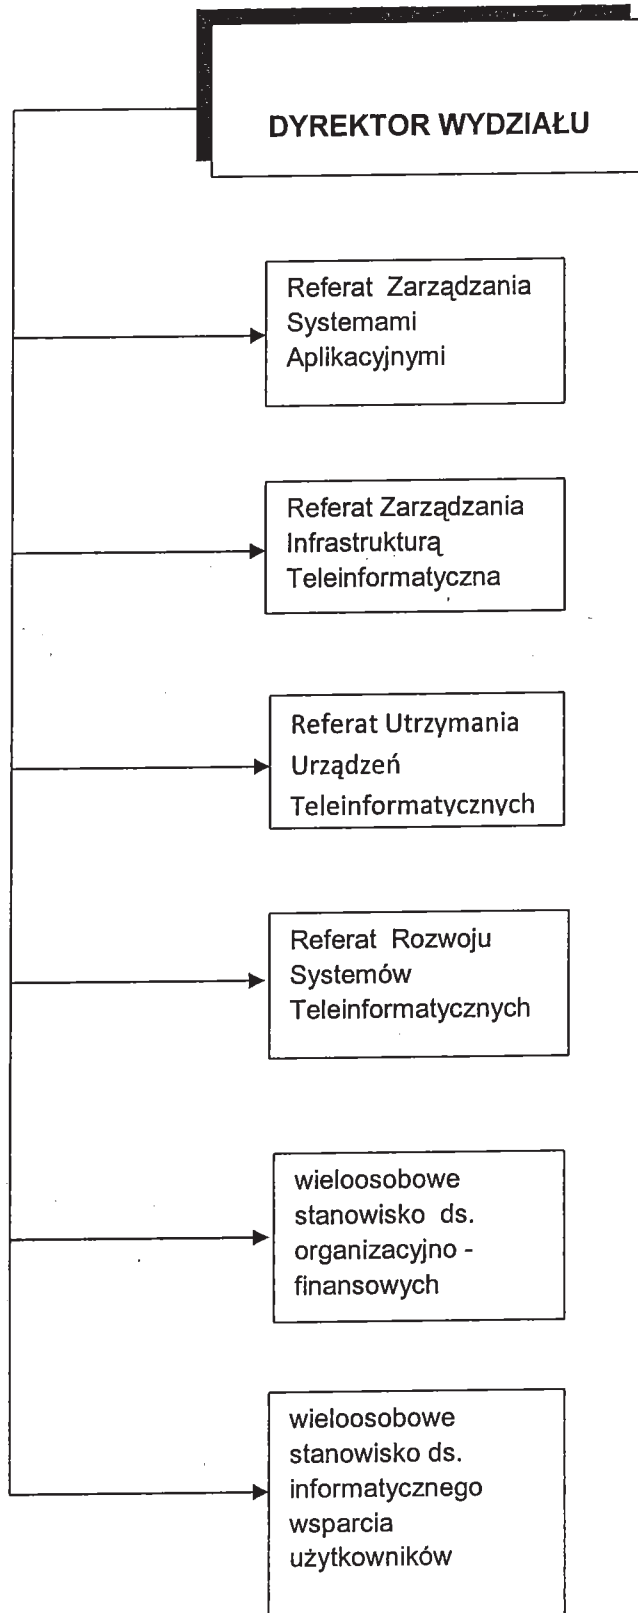 DYREKTOR WYDZIAŁU
Referat Zarządzania
Systemami
Aplikacyjnymi
Referat Zarządzania
Infrastrukturą
Teleinformatyczna
Referat Utrzymania
Urządzeń
Teleinformatycznych
Referat Rozwoju
Systemów
Teleinformatycznych
wieloosobowe
stanowisko ds.
organizacyjno -
finansowych
wieloosobowe
stanowisko ds.
informatycznego
wsparcia
użytkowników